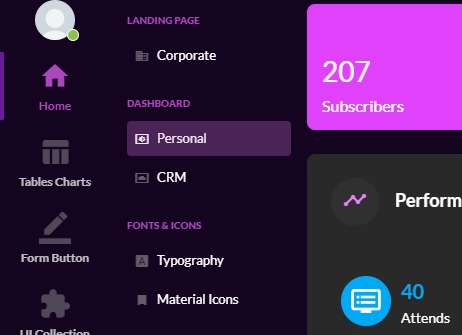 Home
Tables Charts
Form Button
UI Collection
LANDING PAGE
Corporate
DASHBOARD
Personal
CRM
FONTS & ICONS
Typography
Material Icons
207
Subscribers
Perform
40
Attends